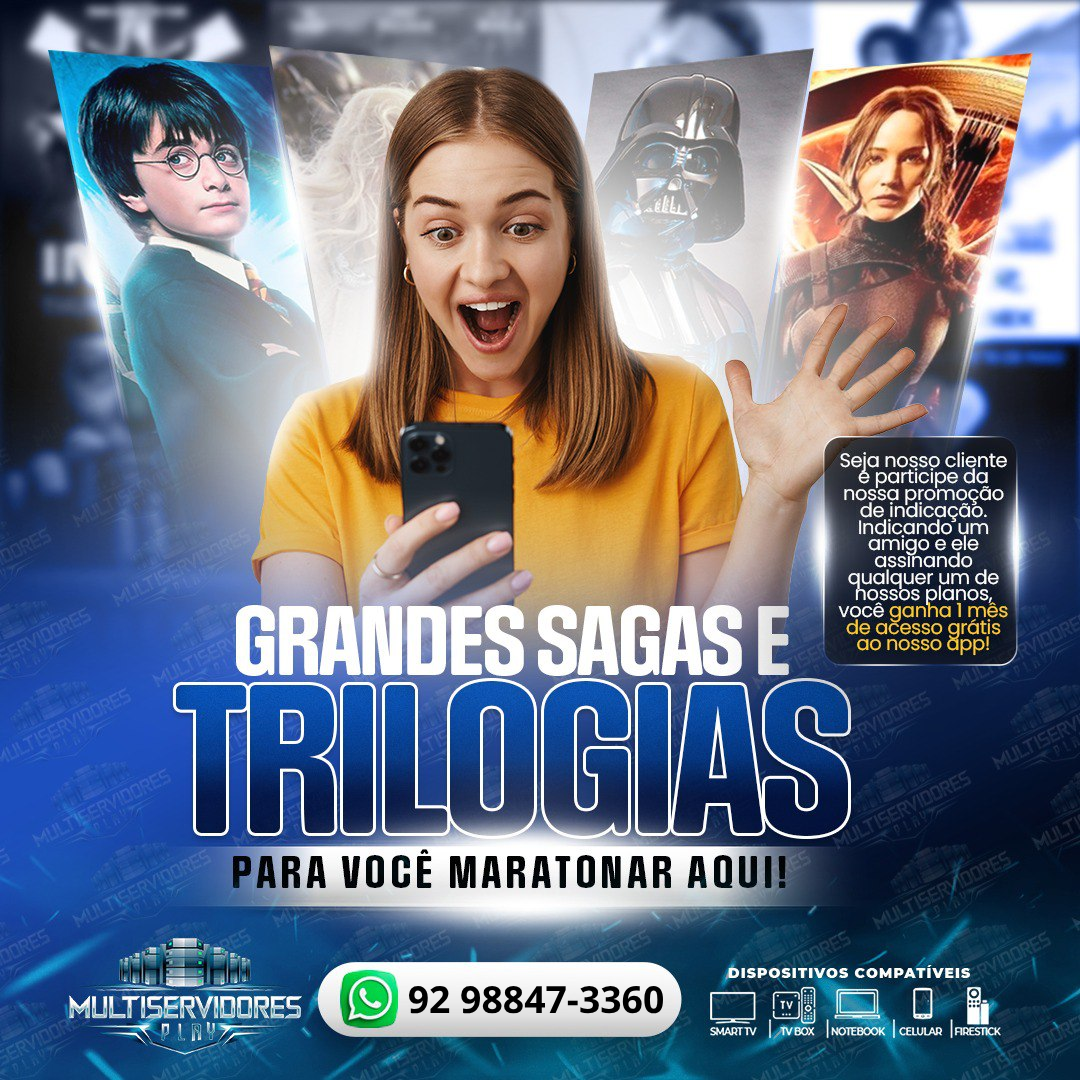 Seja nosso cliente
e participe da
nossa promoção
de indicação.
Indicando um
amigo e ele
assinando
qualquer um de
nossos planos,
você ganha 1 mês
de acesso grátis
ao nosso app!
GRANDES SAGAS E
TRILOGIAS
PARA VOCÊ MARATONAR AQUI!
MULTISERVIDORES
PLAY
92 98847-3360
DISPOSITIVOS COMPATÍVEIS
TV
SMART TV | TV BOX | NOTEBOOK | CELULAR | FIRESTICK